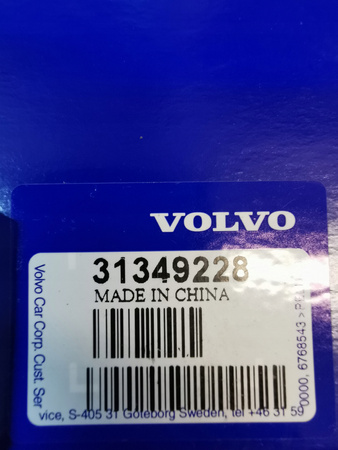 VOLVO
31349228
MADE IN CHINA
Volvo Car Corp. Cust. Ser
vice, S-405 31 Göteborg Sweden, tel +46 31 59
0000, 6768543